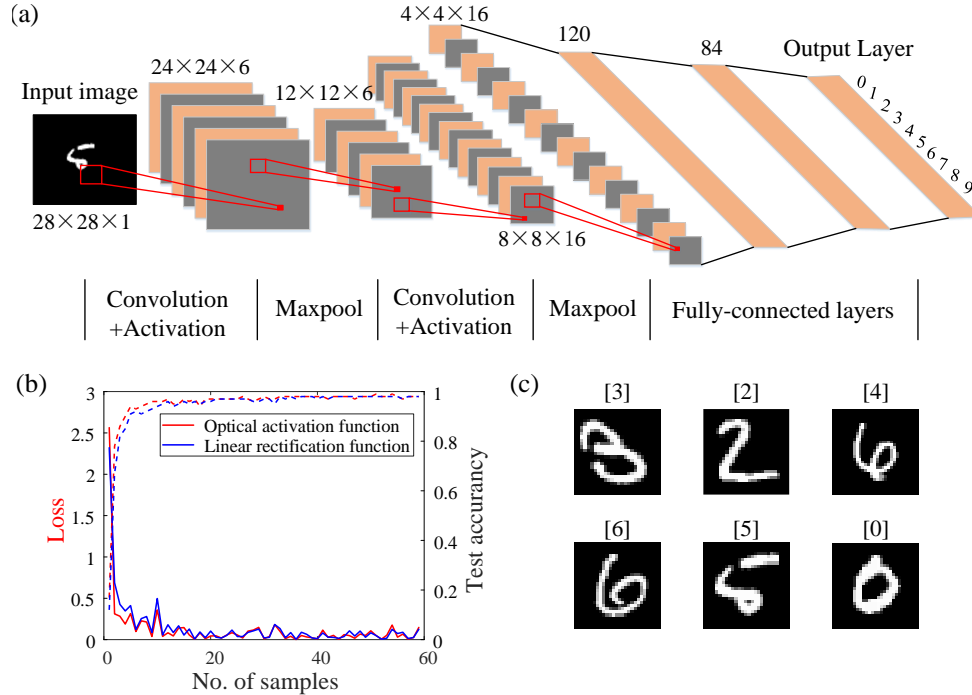 (a)
4×4×16
120
84
Output Layer
24×24×6
Input image
12×12×6
0
1
2
3
4
5
6
7
8
9
28×28×1
8×8×16
Convolution
+Activation
Maxpool
Convolution
+Activation
Maxpool
Fully-connected layers
(b)
3
2.5
2
1.5
1
0.5
0
Loss
Optical activation function
Linear rectification function
1
0.8
0.6
0.4
0.2
0
Test accurancy
0
20
40
60
No. of samples
(c)
[3]
[2]
[4]
[6]
[5]
[0]